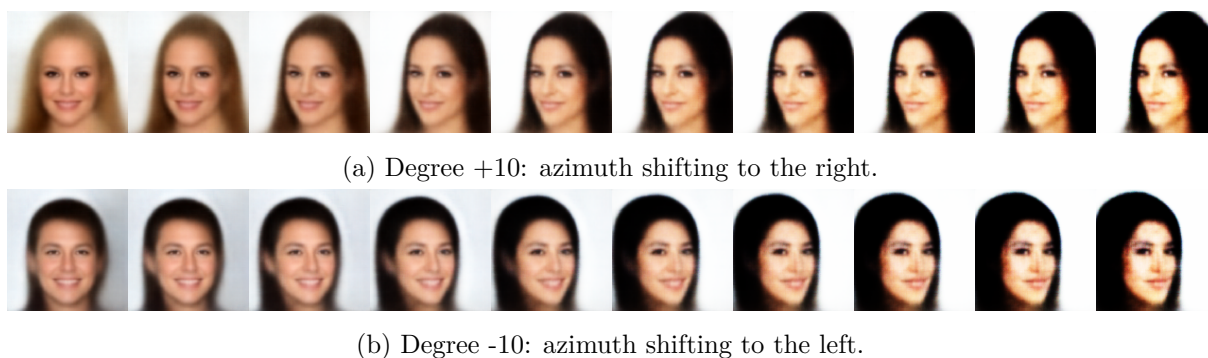 (a) Degree +10: azimuth shifting to the right.
(b) Degree -10: azimuth shifting to the left.